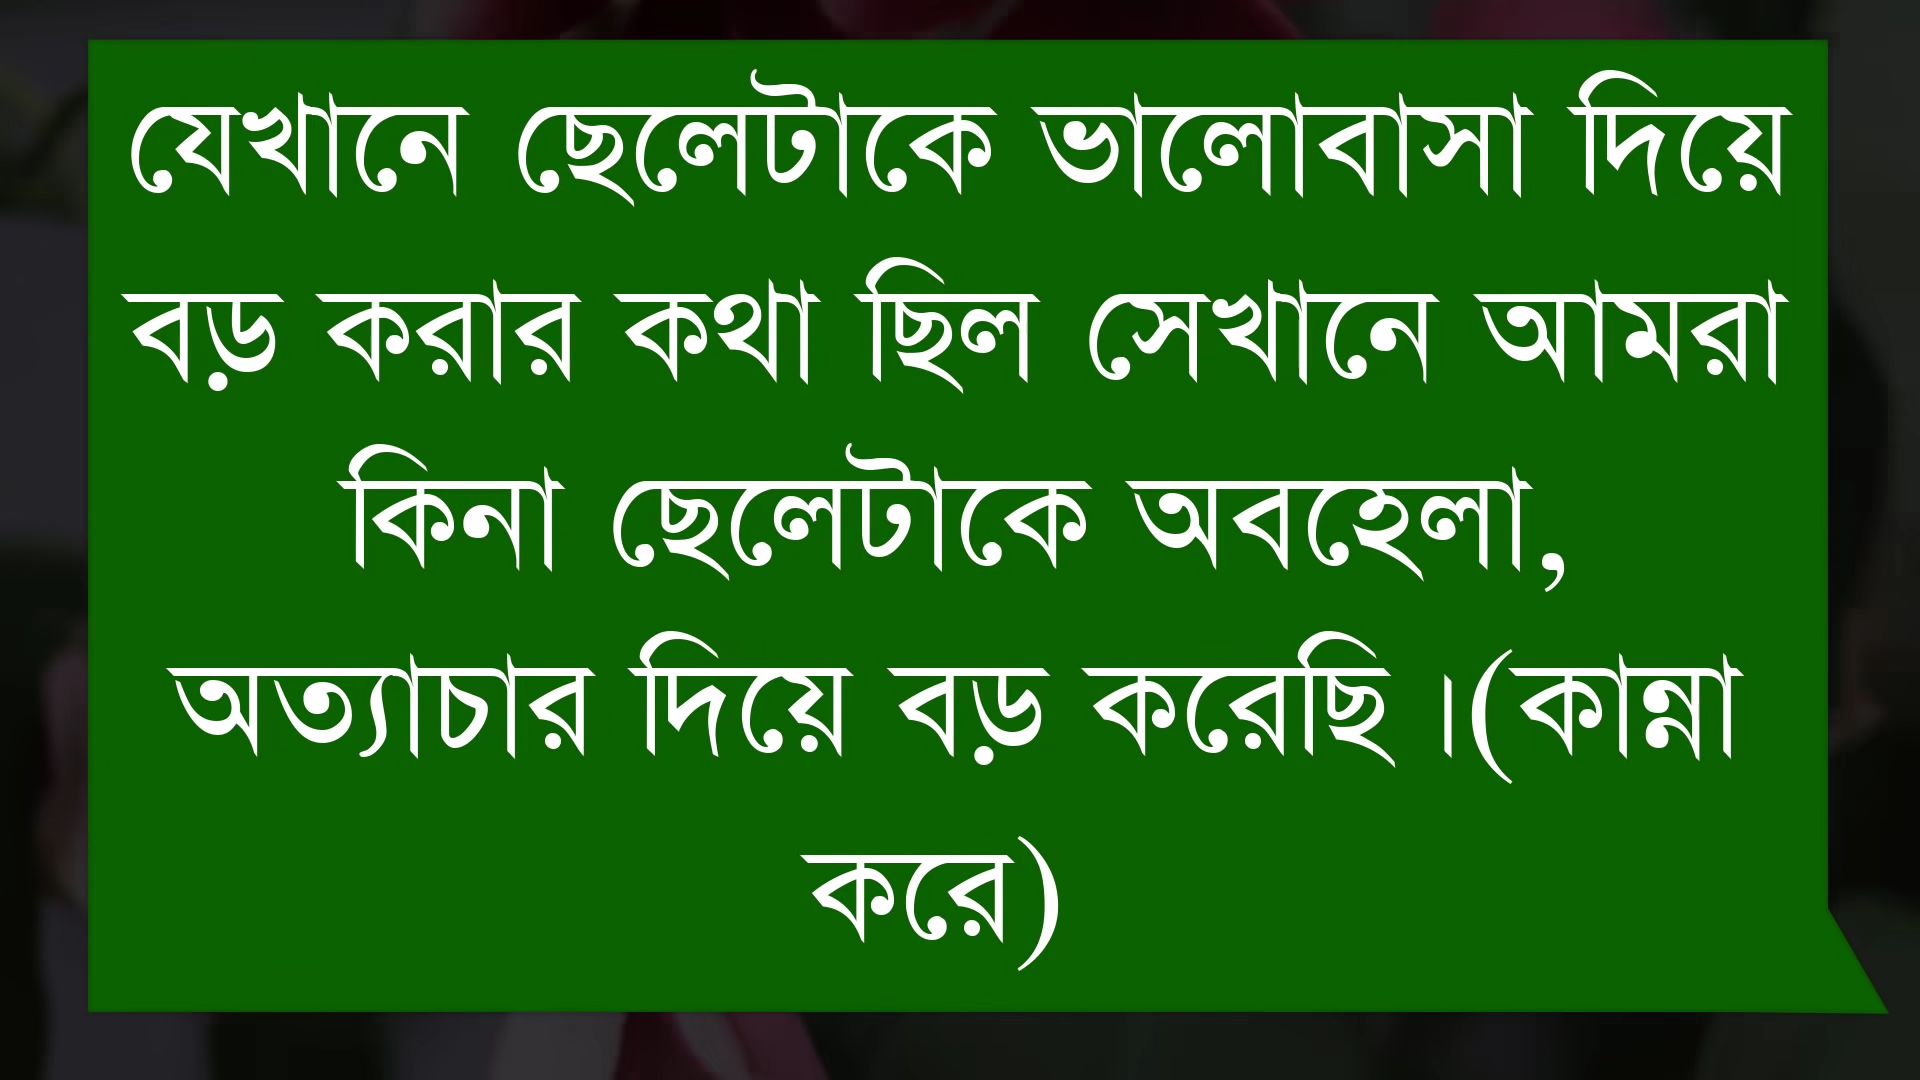 যেখানে ছেলেটাকে ভালোবাসা দিয়ে
বড় করার কথা ছিল সেখানে আমরা
কিনা ছেলেটাকে অবহেলা,
অত্যাচার দিয়ে বড় করেছি।(কান্না
করে)